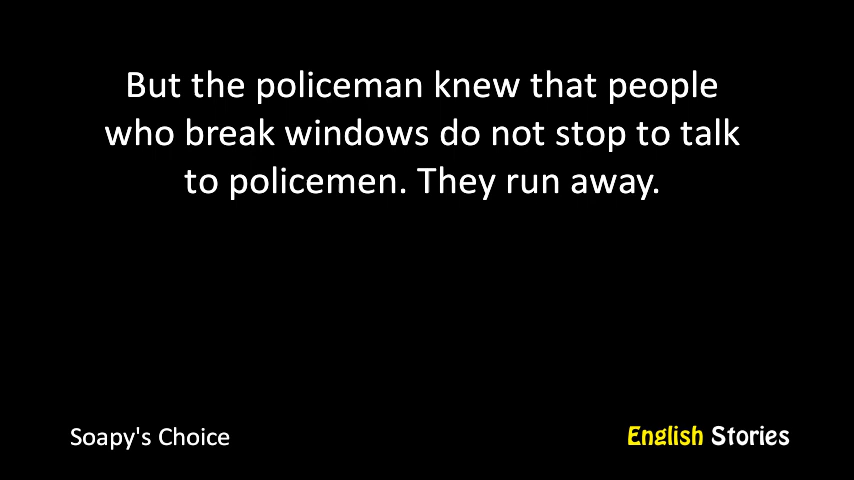 But the policeman knew that people
who break windows do not stop to talk
to policemen. They run away.
Soapy's Choice
English Stories